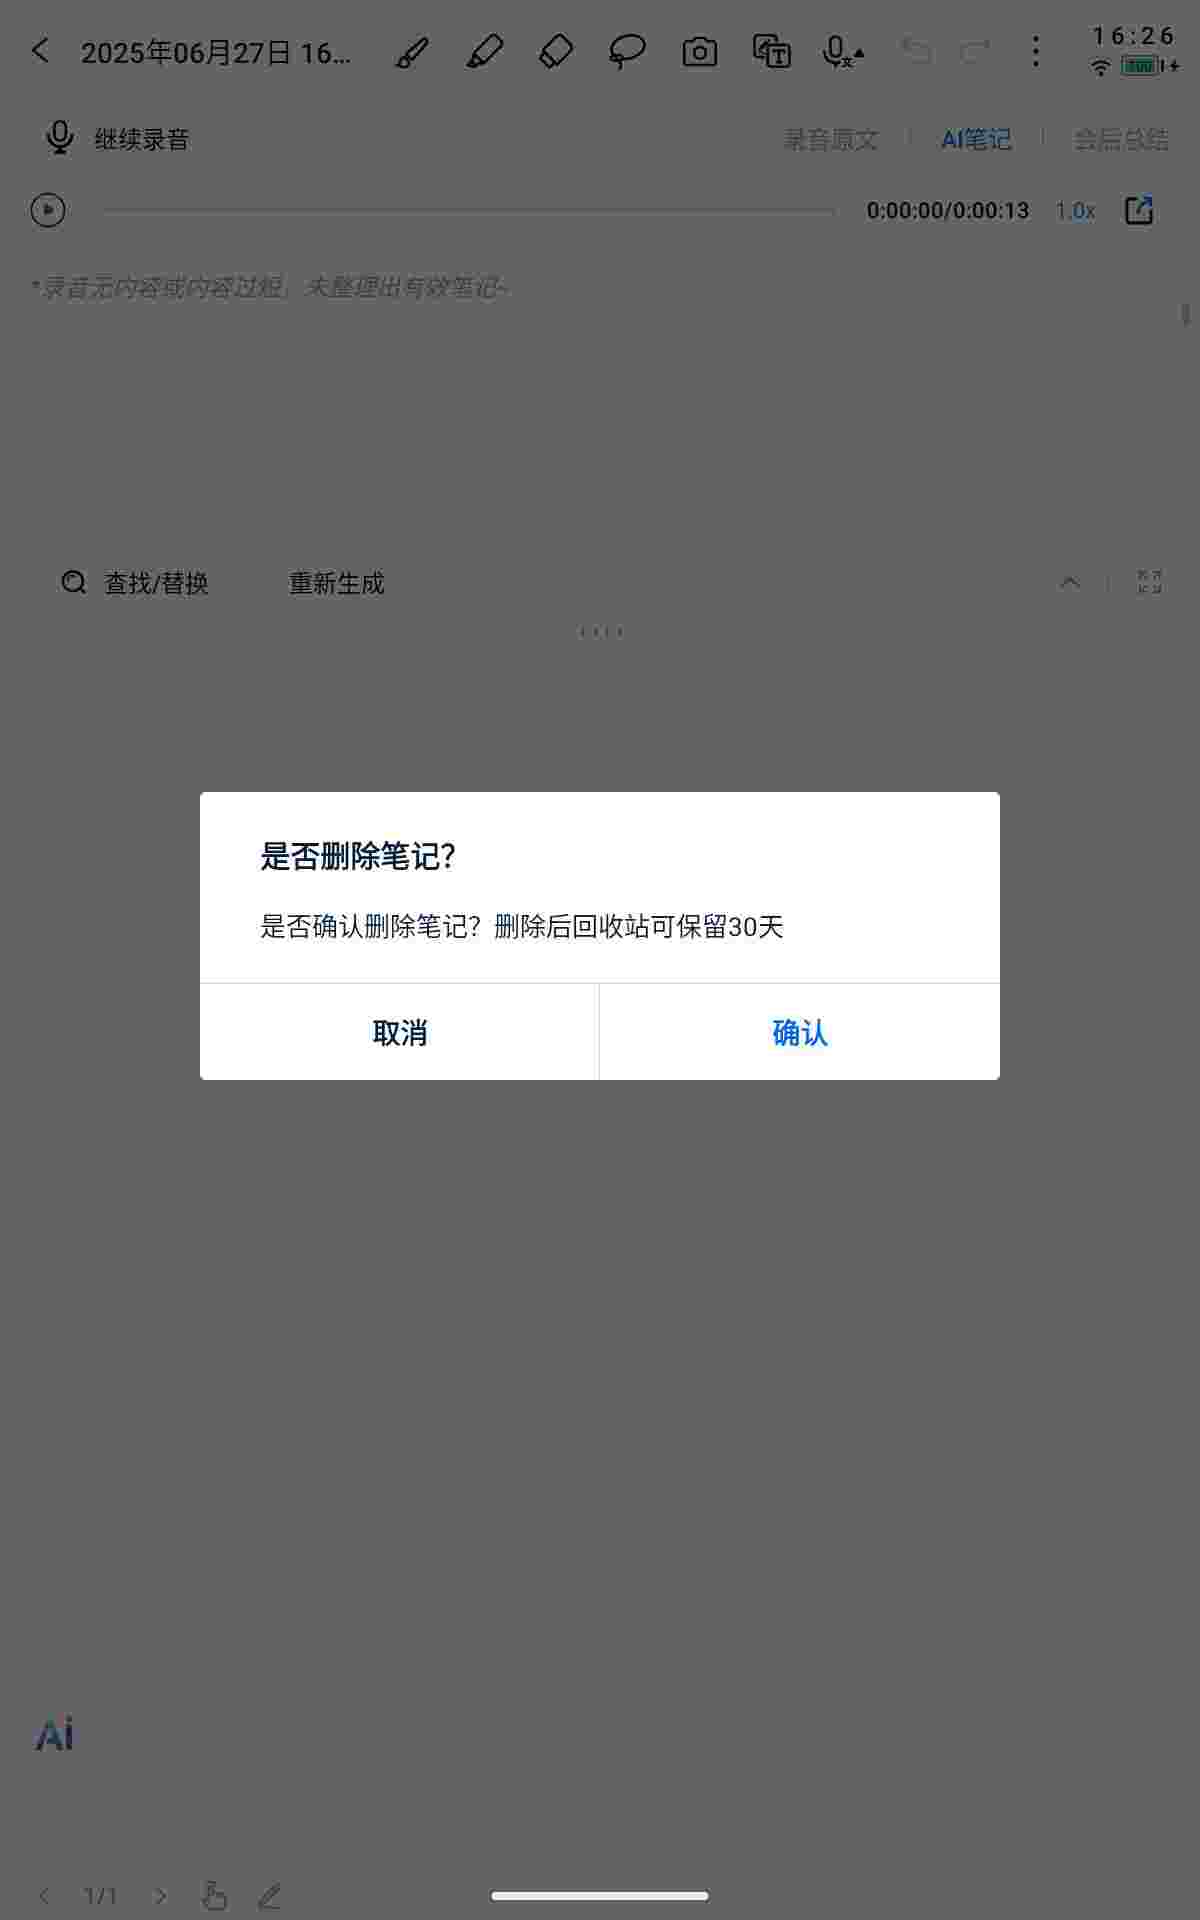 2025年06月27日 16...
16:26
100
继续录音
录音原文
AI笔记
会后总结
0:00:00/0:00:13
1.0x
*录音无内容或内容过短，未整理出有效笔记~
查找/替换
重新生成
是否删除笔记?
是否确认删除笔记？删除后回收站可保留30天
取消
确认
Ai
1/1